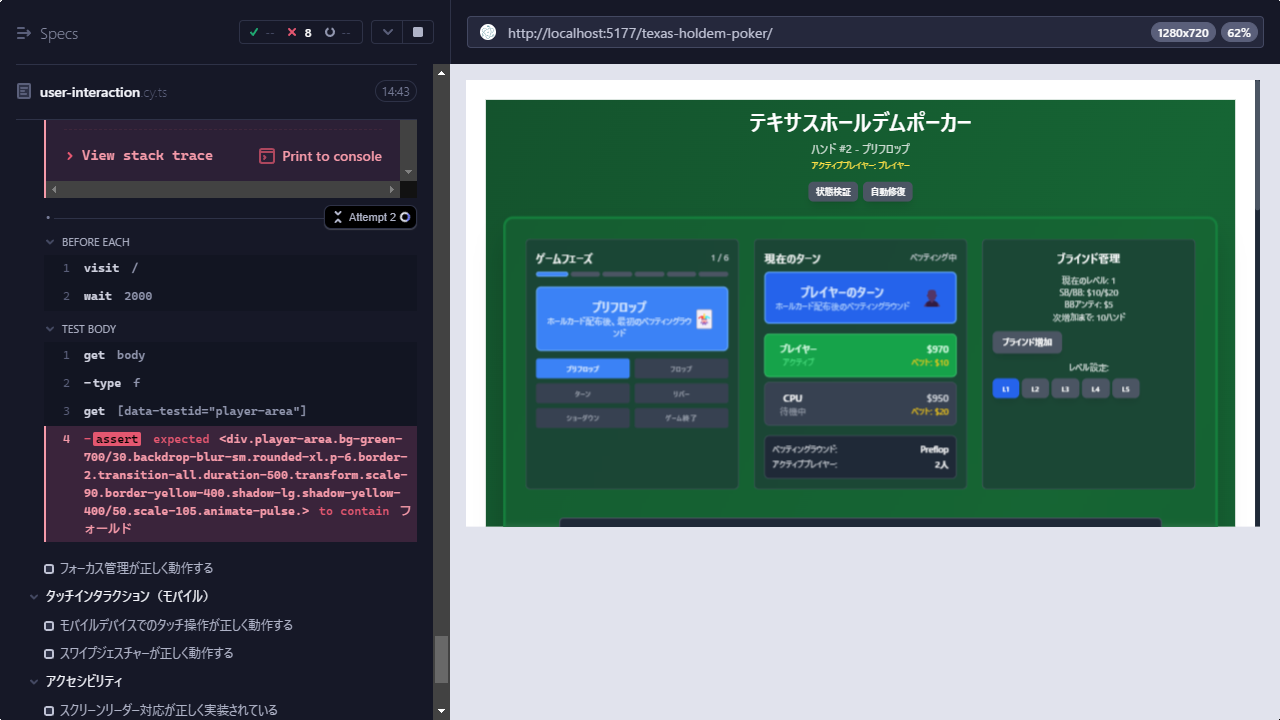 Specs
--
8
--
user-interaction.cy.ts
14:43
View stack trace
Print to console
Attempt 2
BEFORE EACH
1 visit /
2 wait 2000
TEST BODY
1 get body
2 -type f
3 get [data-testid="player-area"]
4 -assert expected <div.player-area.bg-green-
700/30.backdrop-blur-sm.rounded-xl.p-6.border-
2.transition-all.duration-500.transform.scale-
90.border-yellow-400.shadow-lg.shadow-yellow-
400/50.scale-105.animate-pulse.> to contain フ
ォールド
フォーカス管理が正しく動作する
タッチインタラクション（モバイル）
モバイルデバイスでのタッチ操作が正しく動作する
スワイプジェスチャーが正しく動作する
アクセシビリティ
スクリーンリーダー対応が正しく実装されている
http://localhost:5177/texas-holdem-poker/
1280x720
62%
テキサスホールデムポーカー
ハンド #2 - プリフロップ
アクティブプレイヤー: プレイヤー
状態検証
自動修復
ゲームフェーズ
1 / 6
プリフロップ
ホールカード配布後、最初のベッティングラウ
ンド
プリフロップ
フロップ
ターン
リバー
ショーダウン
ゲーム終了
現在のターン
ベッティング中
プレイヤーのターン
ホールカード配布後のベッティングラウンド
プレイヤー
$970
アクティブ
ベット: $10
CPU
$950
待機中
ベット: $20
ベッティングラウンド:
Preflop
アクティブプレイヤー:
2人
ブラインド管理
現在のレベル: 1
SB/BB: $10/$20
BBアンティ: $5
次増加まで: 10ハンド
ブラインド増加
レベル設定:
L1
L2
L3
L4
L5